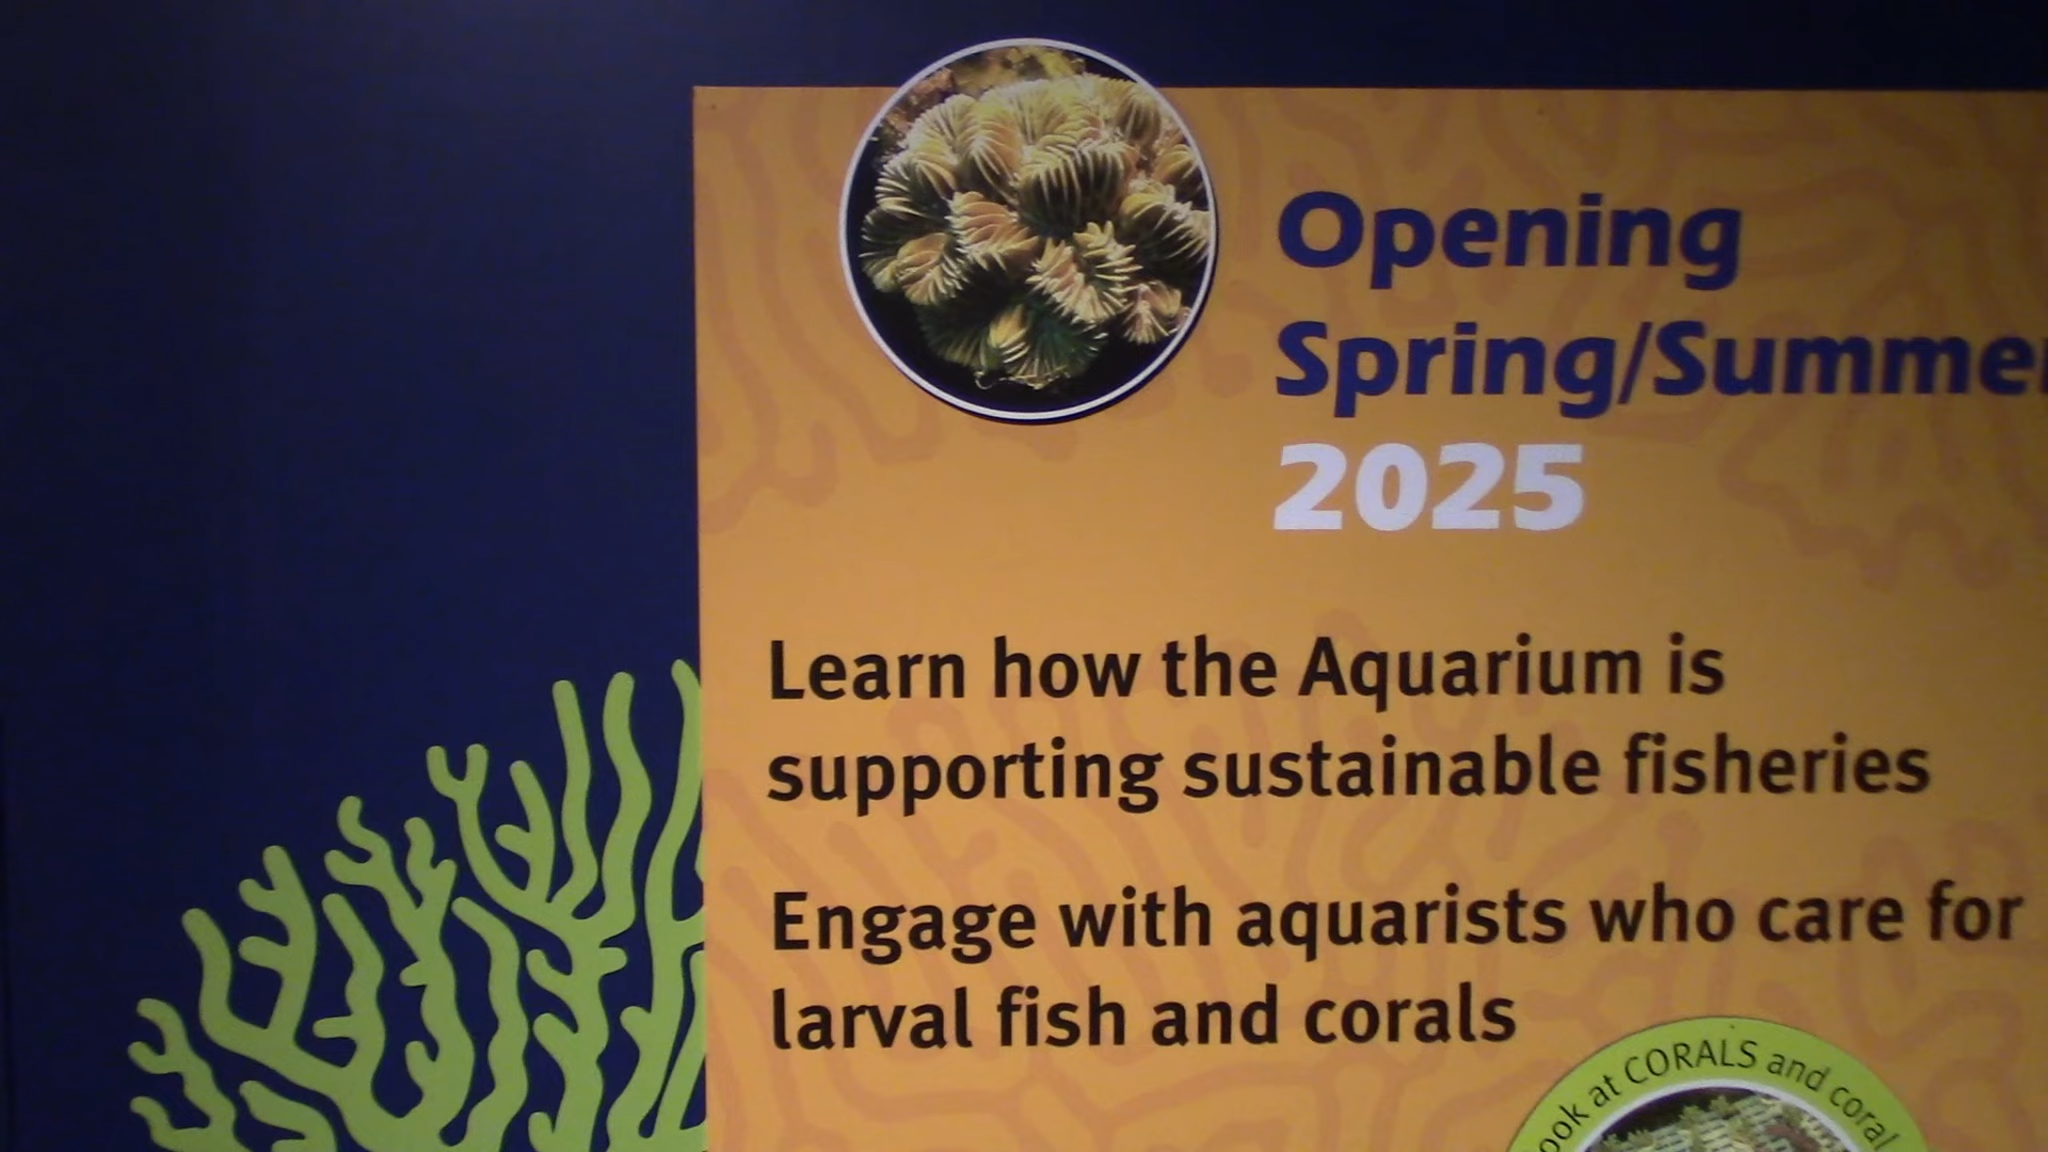 Opening
Spring/Summer
2025
Learn how the Aquarium is
supporting sustainable fisheries
Engage with aquarists who care for
larval fish and corals
ook at CORALS and coral